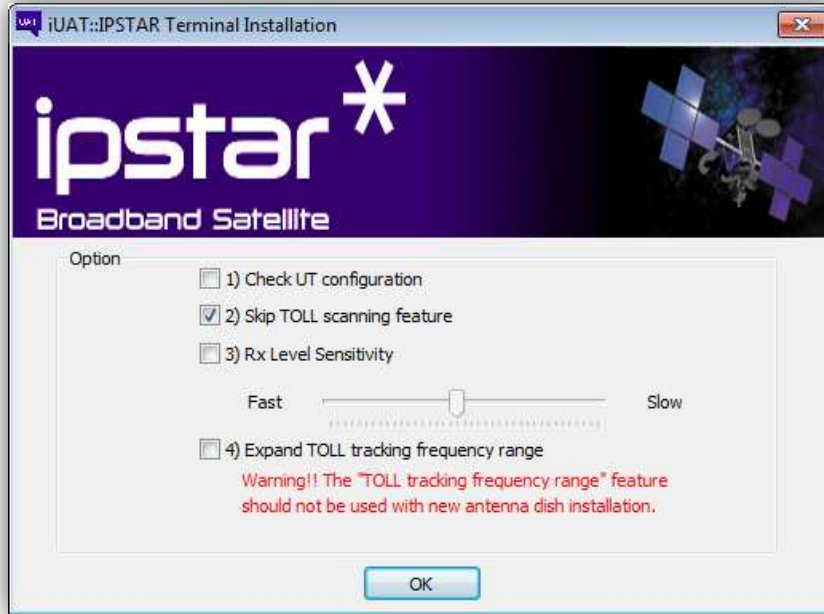 UAT
iUAT::IPSTAR Terminal Installation
ipstar*
Broadband Satellite
Option
1) Check UT configuration
2) Skip TOLL scanning feature
3) Rx Level Sensitivity
Fast Slow
4) Expand TOLL tracking frequency range
Warning!! The "TOLL tracking frequency range" feature
should not be used with new antenna dish installation.
OK